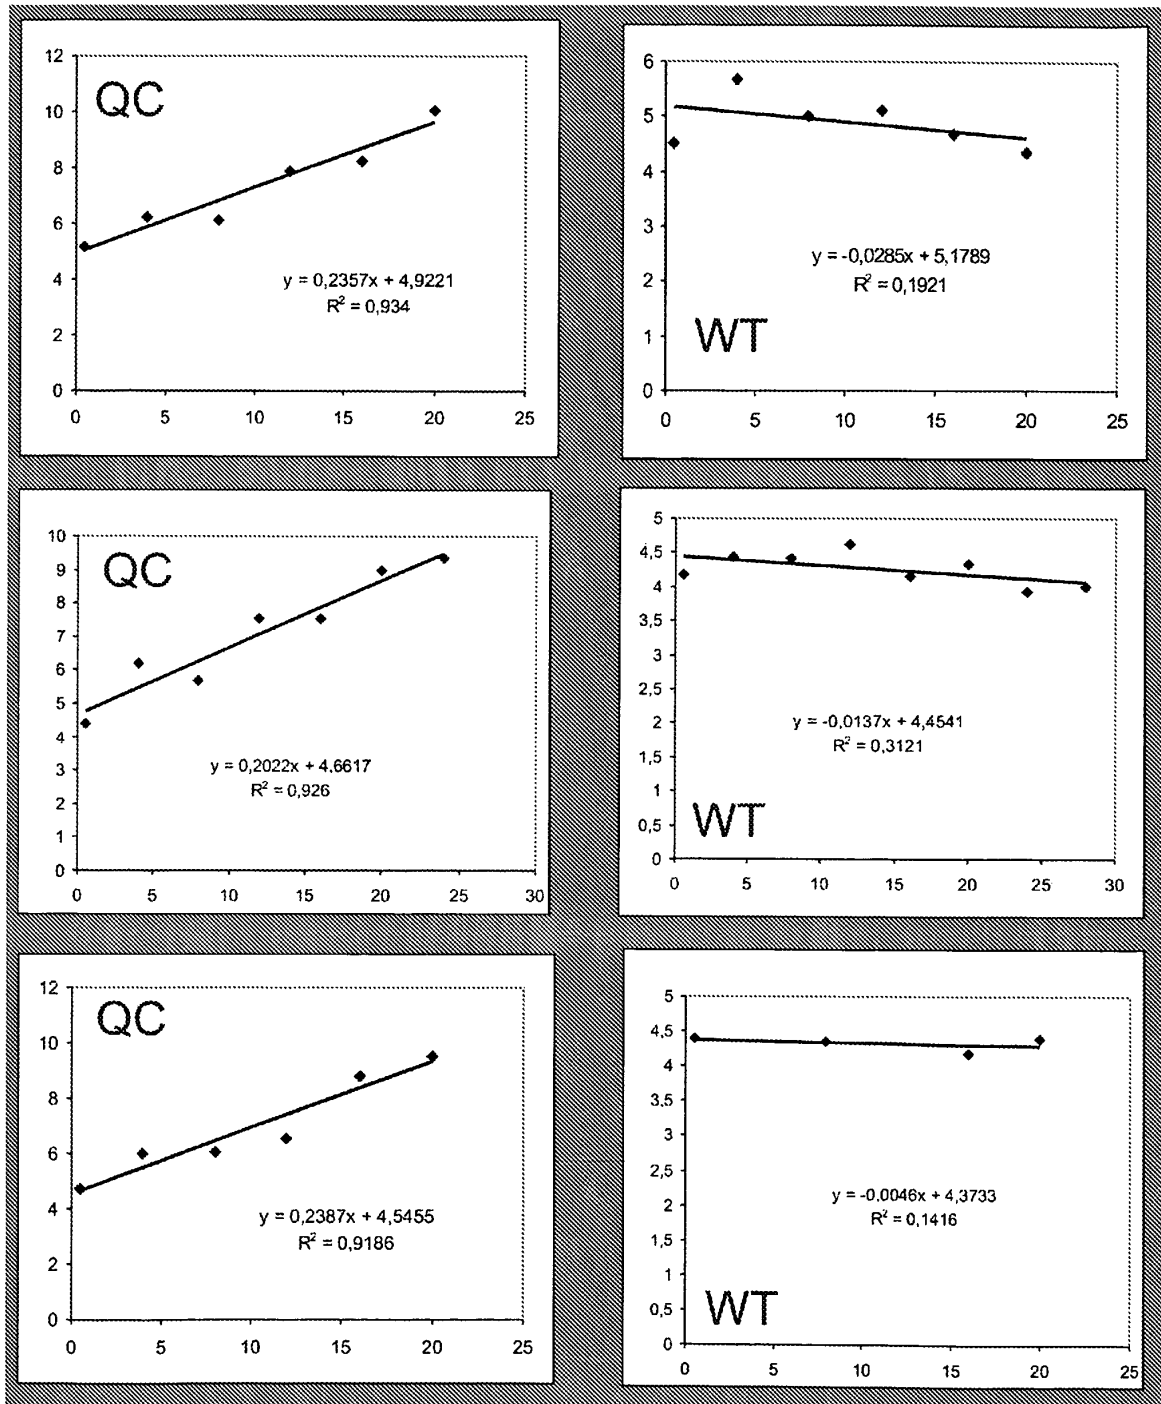 QC
12
10
8
6
4
2
0
0 5 10 15 20 25
y = 0,2357x + 4,9221
R² = 0,934
WT
6
5
4
3
2
1
0
0 5 10 15 20 25
y = -0,0285x + 5,1789
R² = 0,1921
QC
10
9
8
7
6
5
4
3
2
1
0
0 5 10 15 20 25 30
y = 0,2022x + 4,6617
R² = 0,926
WT
5
4,5
4
3,5
3
2,5
2
1,5
1
0,5
0
0 5 10 15 20 25 30
y = -0,0137x + 4,4541
R² = 0,3121
QC
12
10
8
6
4
2
0
0 5 10 15 20 25
y = 0,2387x + 4,5455
R² = 0,9186
WT
5
4,5
4
3,5
3
2,5
2
1,5
1
0,5
0
0 5 10 15 20 25
y = -0,0046x + 4,3733
R² = 0,1416